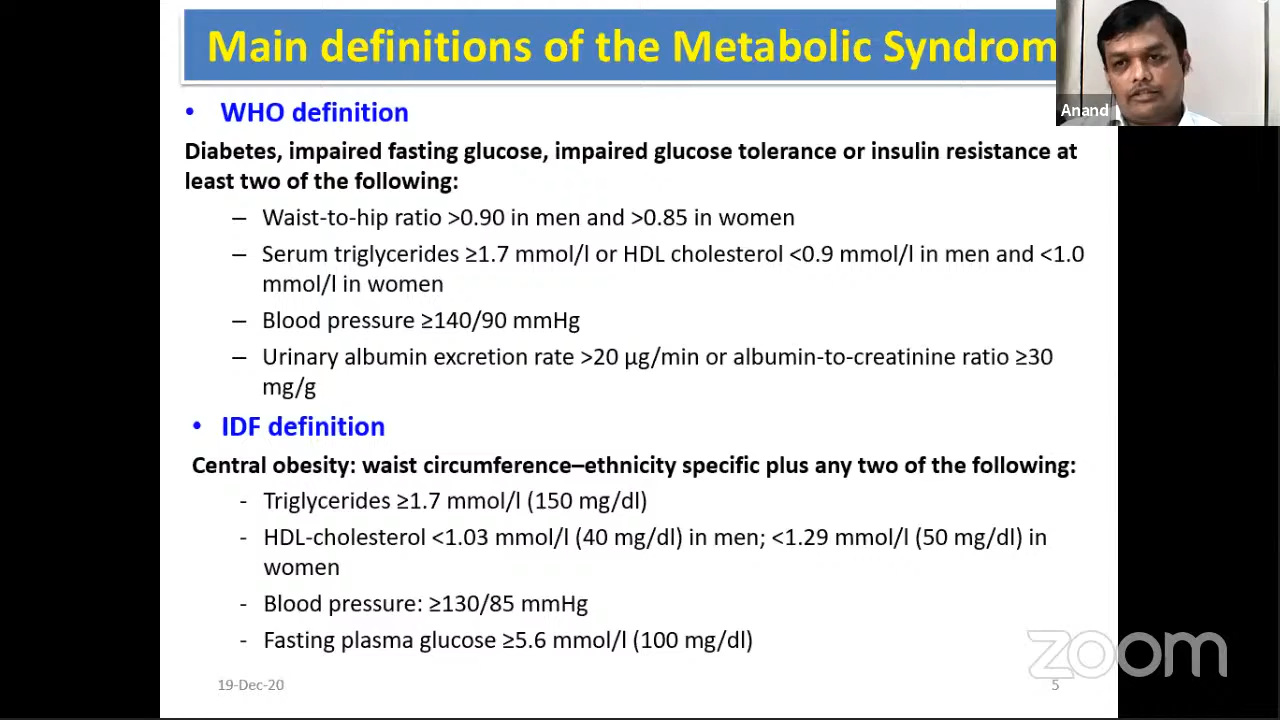 Main definitions of the Metabolic Syndrom
Anand
• WHO definition
Diabetes, impaired fasting glucose, impaired glucose tolerance or insulin resistance at
least two of the following:
– Waist-to-hip ratio >0.90 in men and >0.85 in women
– Serum triglycerides ≥1.7 mmol/l or HDL cholesterol <0.9 mmol/l in men and <1.0
mmol/l in women
– Blood pressure ≥140/90 mmHg
– Urinary albumin excretion rate >20 μg/min or albumin-to-creatinine ratio ≥30
mg/g
• IDF definition
Central obesity: waist circumference–ethnicity specific plus any two of the following:
- Triglycerides ≥1.7 mmol/l (150 mg/dl)
- HDL-cholesterol <1.03 mmol/l (40 mg/dl) in men; <1.29 mmol/l (50 mg/dl) in
women
- Blood pressure: ≥130/85 mmHg
- Fasting plasma glucose ≥5.6 mmol/l (100 mg/dl)
zoom
19-Dec-20
5